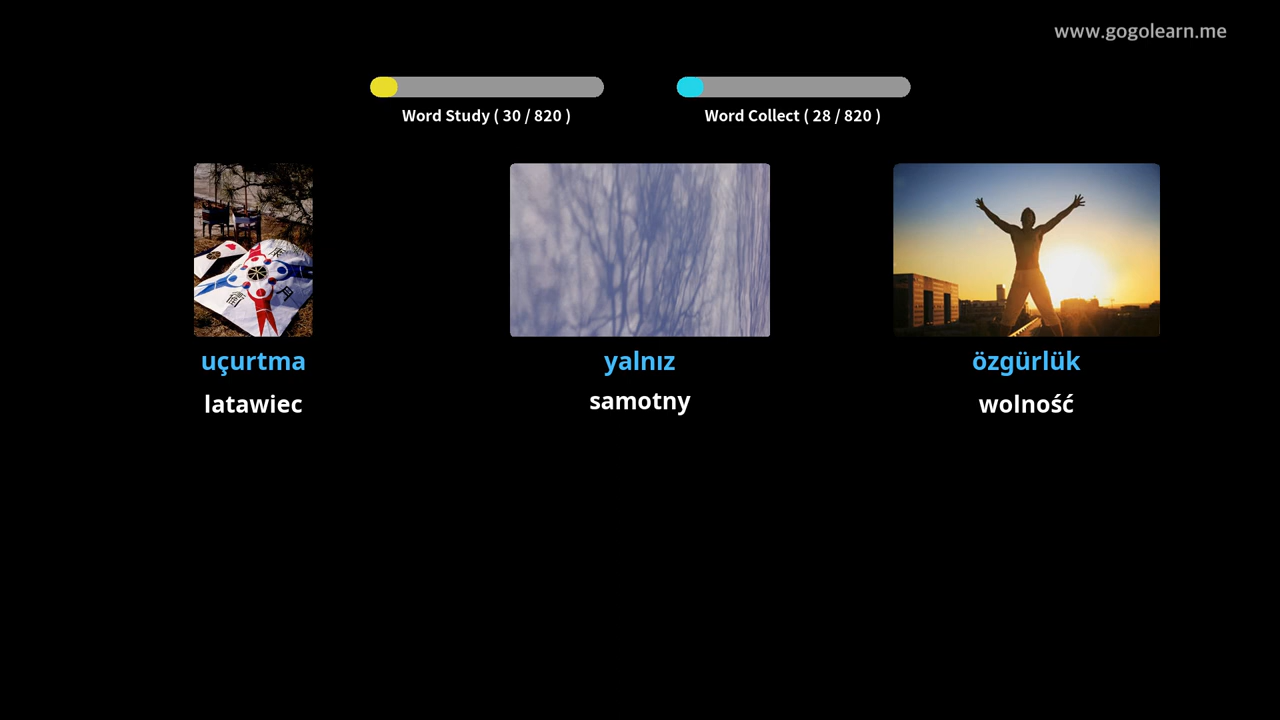 www.gogolearn.me
Word Study ( 30 / 820 )
Word Collect ( 28 / 820 )
uçurtma
latawiec
yalnız
samotny
özgürlük
wolność